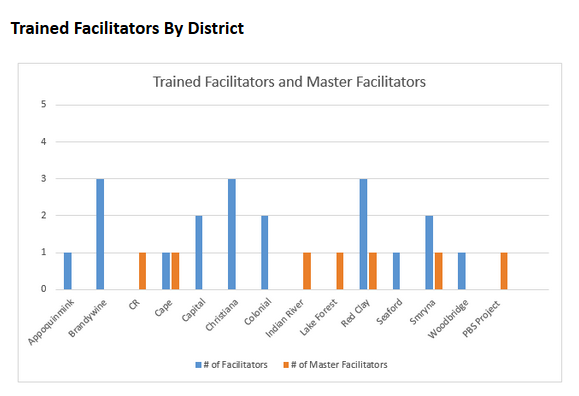 Trained Facilitators By District
Trained Facilitators and Master Facilitators
5
4
3
2
1
0
Appoquinmink
Brandywine
CR
Cape
Capital
Christiana
Colonial
Indian River
Lake Forest
Red Clay
Seaford
Smryna
Woodbridge
PBS Project
# of Facilitators
# of Master Facilitators